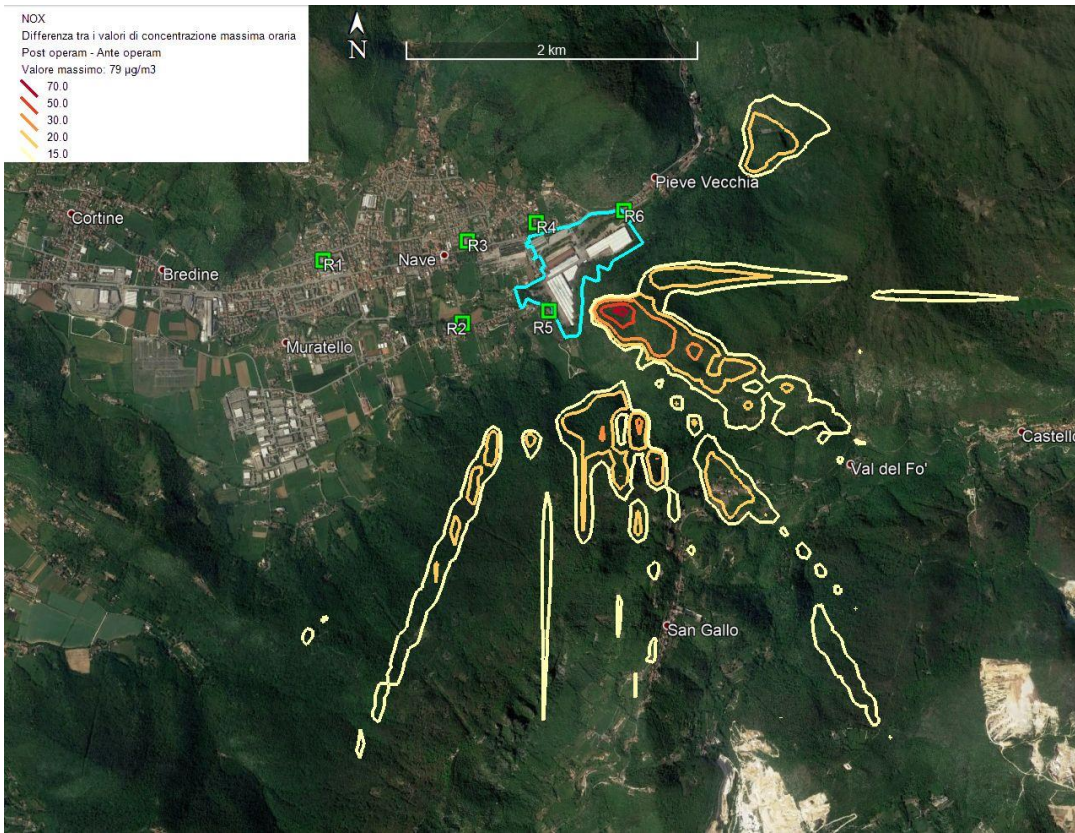 NOX
Differenza tra i valori di concentrazione massima oraria
Post operam - Ante operam
Valore massimo: 79 µg/m3
70.0
50.0
30.0
20.0
15.0
N
2 km
Pieve Vecchia
Cortine
R6
R4
R3
Nave
R1
Bredine
R5
R2
Muratello
Castello
Val del Fo'
San Gallo